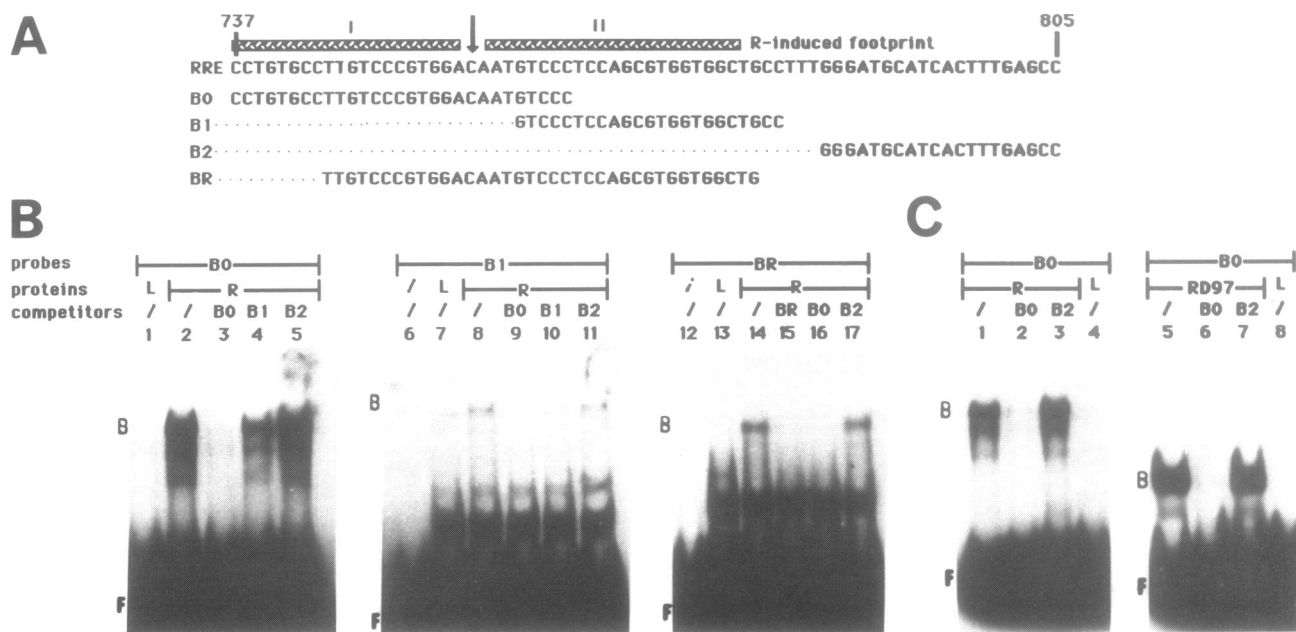 A
737 I II 805
R-induced footprint
RRE CCTGTGCCTTGTCCCGTGGACAATGTCCCTCCAGCGTGGTGGCTGCCTTTGGGATGCATCACTTTGAGCC
B0 CCTGTGCCTTGTCCCGTGGACAATGTCCC
B1 GTCCCTCCAGCGTGGTGGCTGCC
B2 GGGATGCATCACTTTGAGCC
BR TTGTCCCGTGGACAATGTCCCTCCAGCGTGGTGGCTG
B C
probes B0 B1 BR B0 B0
proteins L R / L R i L R R L RD97 L
competitors / / B0 B1 B2 / / / B0 B1 B2 / / / BR B0 B2 / B0 B2 / / B0 B2 /
1 2 3 4 5 6 7 8 9 10 11 12 13 14 15 16 17 1 2 3 4 5 6 7 8
B B B B B
F F F F